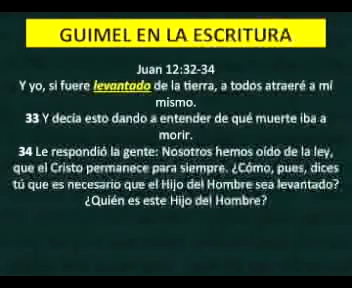 GUIMEL EN LA ESCRITURA
Juan 12:32-34
Y yo, si fuere levantado de la tierra, a todos atraeré a mí
mismo.
33 Y decía esto dando a entender de qué muerte iba a
morir.
34 Le respondió la gente: Nosotros hemos oído de la ley,
que el Cristo permanece para siempre. ¿Cómo, pues, dices
tú que es necesario que el Hijo del Hombre sea levantado?
¿Quién es este Hijo del Hombre?